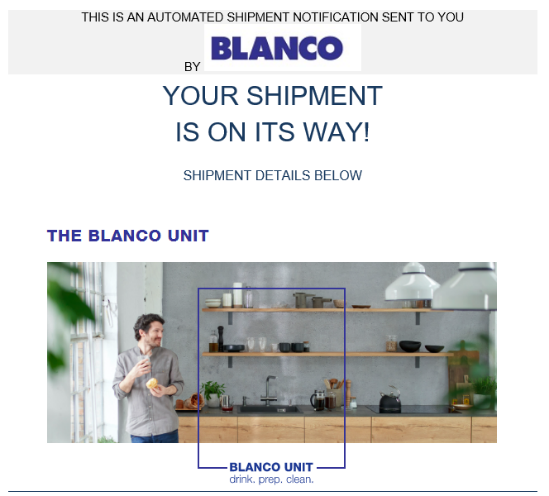 THIS IS AN AUTOMATED SHIPMENT NOTIFICATION SENT TO YOU
BY BLANCO
YOUR SHIPMENT
IS ON ITS WAY!
SHIPMENT DETAILS BELOW
THE BLANCO UNIT
BLANCO UNIT
drink. prep. clean.